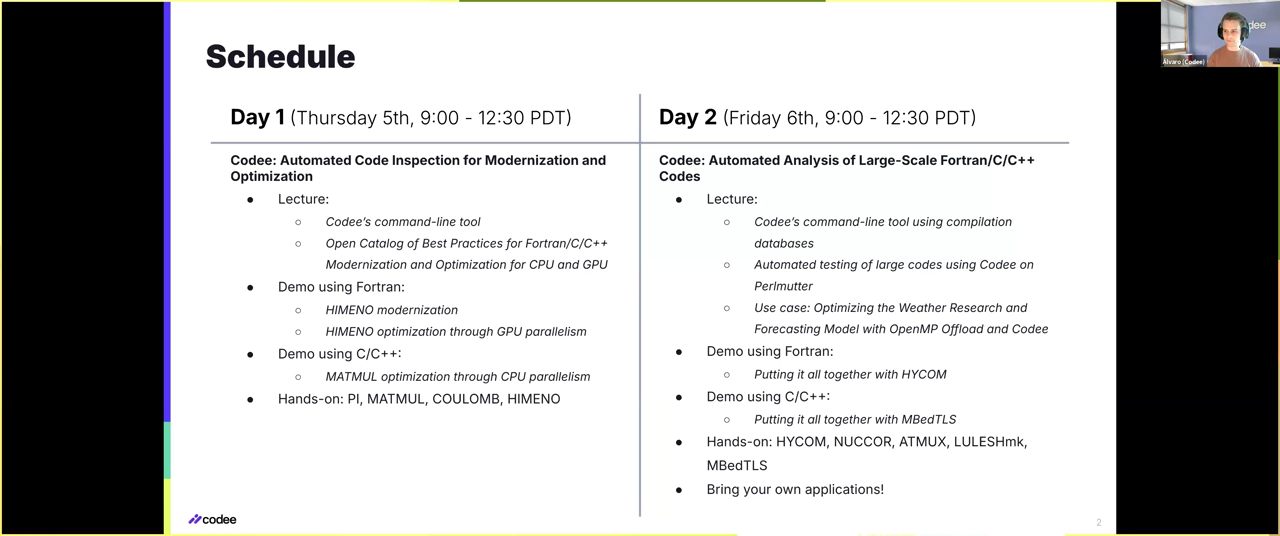 Schedule
Day 1 (Thursday 5th, 9:00 - 12:30 PDT)
Codee: Automated Code Inspection for Modernization and
Optimization
● Lecture:
○ Codee's command-line tool
○ Open Catalog of Best Practices for Fortran/C/C++
Modernization and Optimization for CPU and GPU
● Demo using Fortran:
○ HIMENO modernization
○ HIMENO optimization through GPU parallelism
● Demo using C/C++:
○ MATMUL optimization through CPU parallelism
● Hands-on: PI, MATMUL, COULOMB, HIMENO
Day 2 (Friday 6th, 9:00 - 12:30 PDT)
Codee: Automated Analysis of Large-Scale Fortran/C/C++
Codes
● Lecture:
○ Codee's command-line tool using compilation
databases
○ Automated testing of large codes using Codee on
Perlmutter
○ Use case: Optimizing the Weather Research and
Forecasting Model with OpenMP Offload and Codee
● Demo using Fortran:
○ Putting it all together with HYCOM
● Demo using C/C++:
○ Putting it all together with MBedTLS
● Hands-on: HYCOM, NUCCOR, ATMUX, LULESHmk,
MBedTLS
● Bring your own applications!
codee
2
dee
Álvaro (Codee)